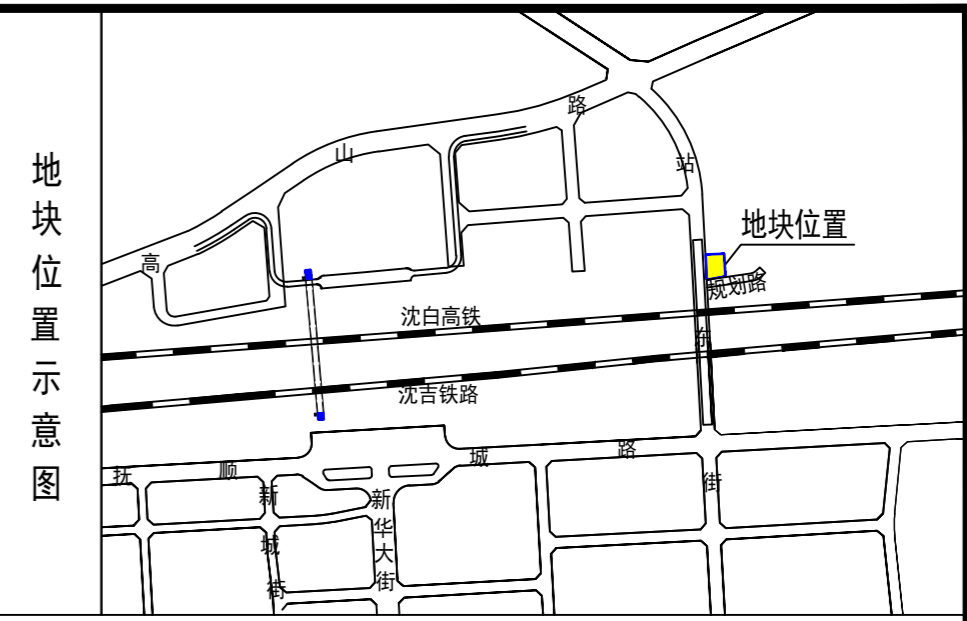 地块位置示意图
高山路
站东街
地块位置
规划路
沈白高铁
沈吉铁路
抚顺城路
新城街
新华大街